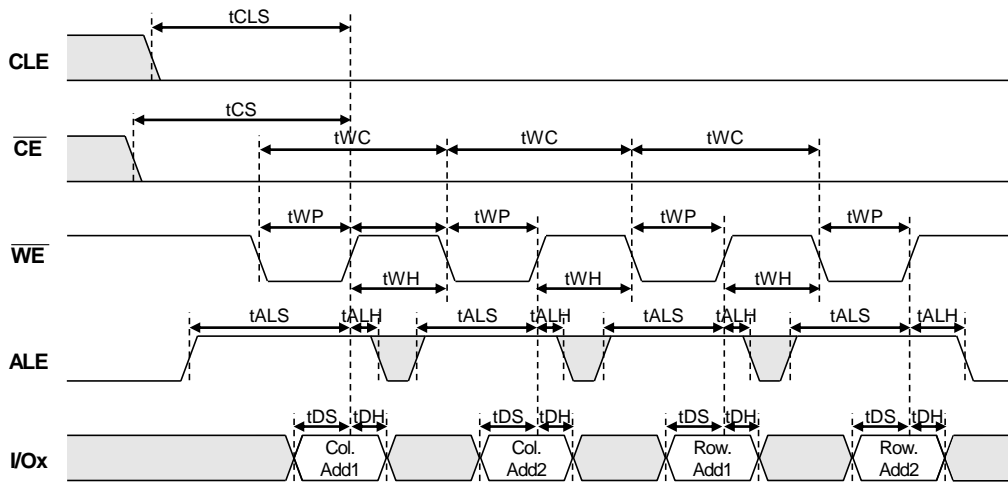 tCLS
CLE
tCS
CE
tWC tWC tWC
tWP tWP tWP tWP
WE
tWH tWH tWH
tALS tALH tALS tALH tALS tALH tALS tALH
ALE
tDS tDH tDS tDH tDS tDH tDS tDH
I/Ox
Col.
Add1
Col.
Add2
Row.
Add1
Row.
Add2